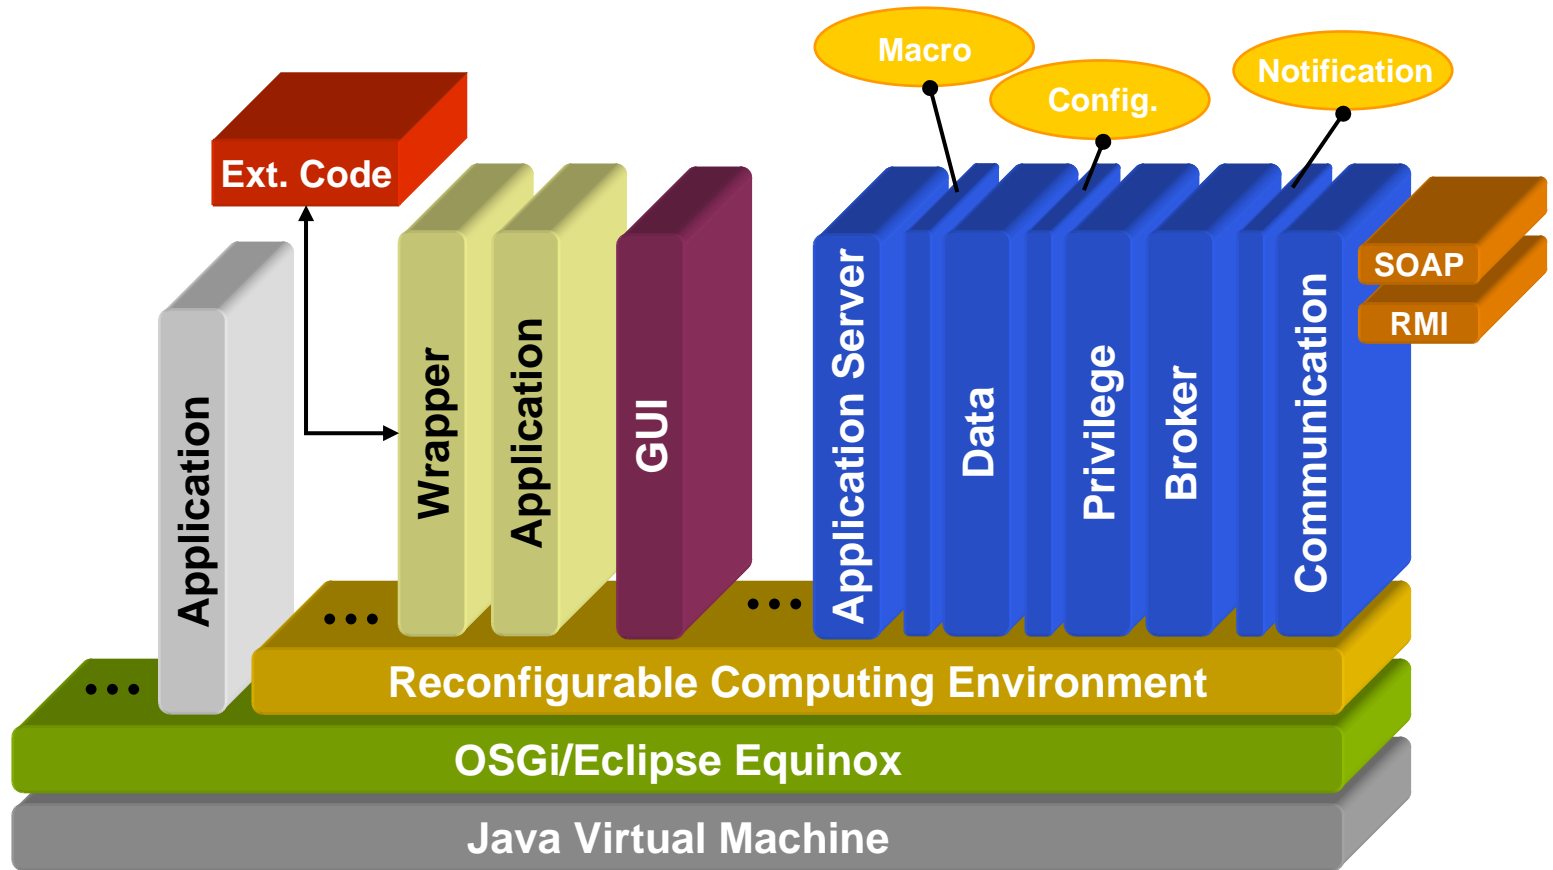 Macro
Config.
Notification
Ext. Code
SOAP
RMI
Application
Wrapper
Application
GUI
Application Server
Data
Privilege
Broker
Communication
Reconfigurable Computing Environment
OSGi/Eclipse Equinox
Java Virtual Machine